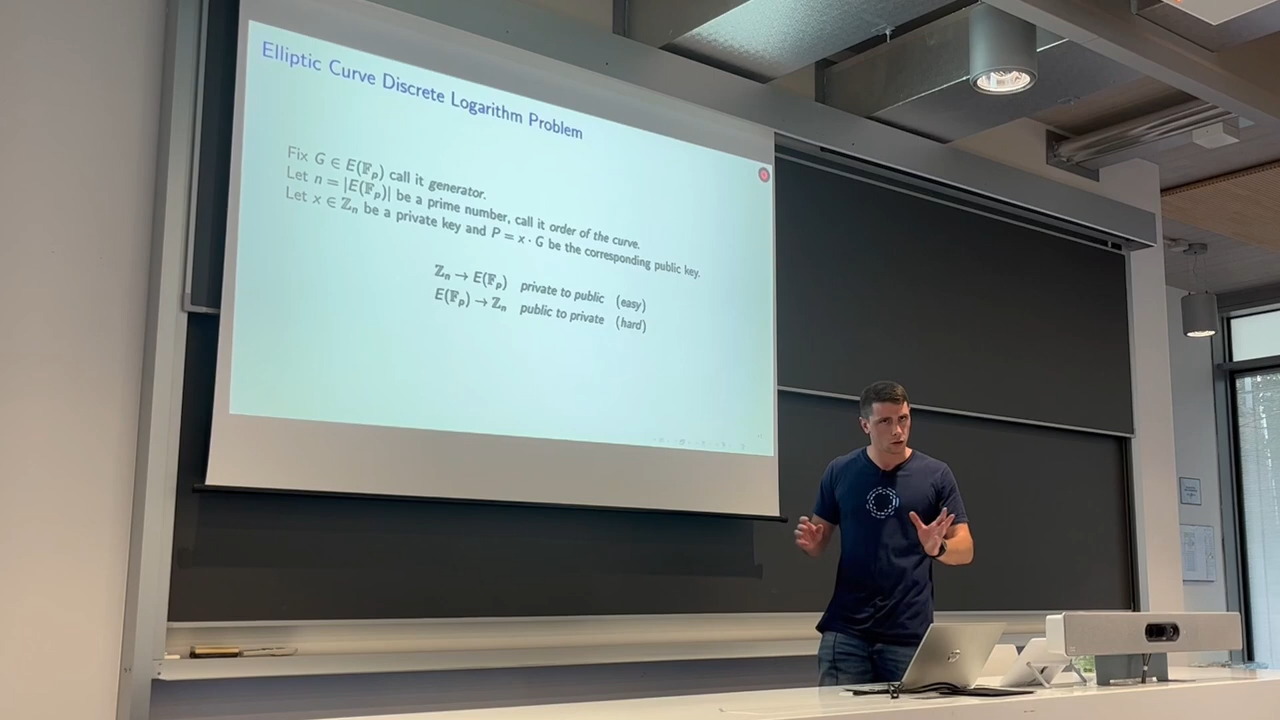 Elliptic Curve Discrete Logarithm Problem
Fix G ∈ E(𝔽ₚ) call it generator.
Let n = |E(𝔽ₚ)| be a prime number, call it order of the curve.
Let x ∈ ℤₙ be a private key and P = x · G be the corresponding public key.
ℤₙ → E(𝔽ₚ) private to public (easy)
E(𝔽ₚ) → ℤₙ public to private (hard)